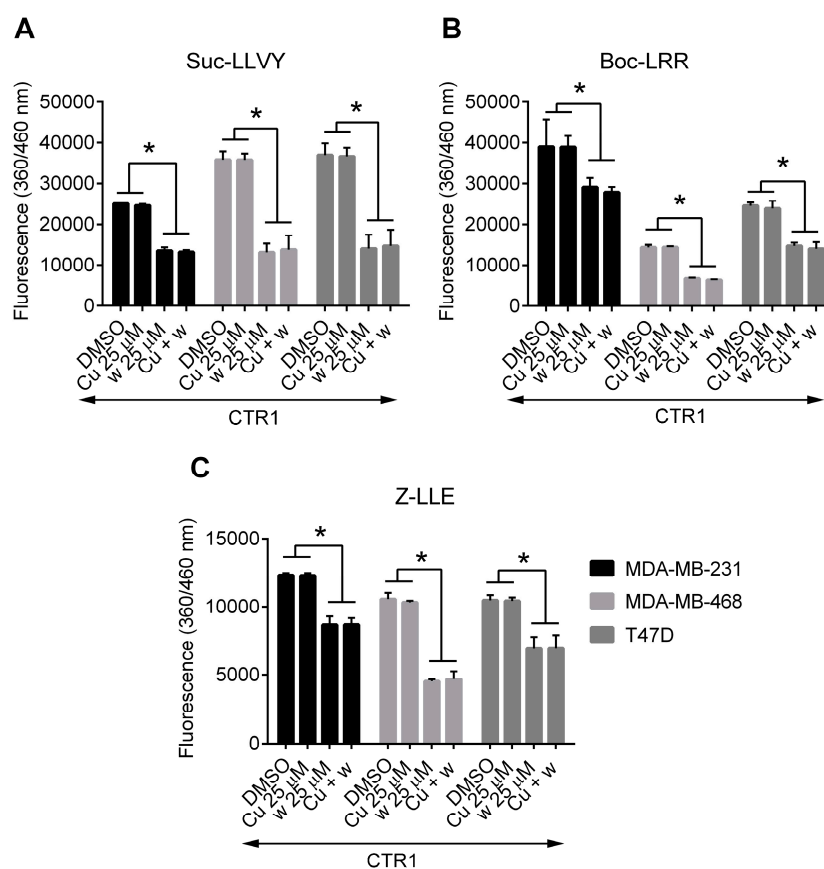 A
Suc-LLVY
Fluorescence (360/460 nm)
50000
40000
30000
20000
10000
0
*
*
*
DMSO
Cu 25 μM
w 25 μM
Cu + w
DMSO
Cu 25 μM
w 25 μM
Cu + w
DMSO
Cu 25 μM
w 25 μM
Cu + w
CTR1
B
Boc-LRR
Fluorescence (360/460 nm)
50000
40000
30000
20000
10000
0
*
*
*
DMSO
Cu 25 μM
w 25 μM
Cu + w
DMSO
Cu 25 μM
w 25 μM
Cu + w
DMSO
Cu 25 μM
w 25 μM
Cu + w
CTR1
C
Z-LLE
Fluorescence (360/460 nm)
15000
10000
5000
0
*
*
*
DMSO
Cu 25 μM
w 25 μM
Cu + w
DMSO
Cu 25 μM
w 25 μM
Cu + w
DMSO
Cu 25 μM
w 25 μM
Cu + w
CTR1
MDA-MB-231
MDA-MB-468
T47D